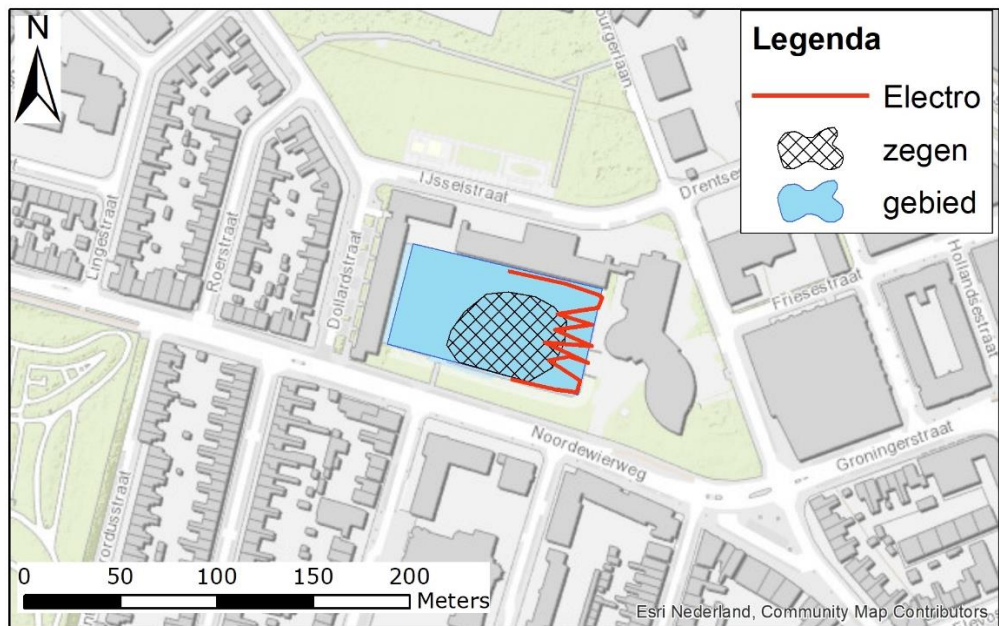 N
Legenda
Electro
zegen
gebied
IJsselstraat
Lingestraat
Roerstraat
Dollardstraat
Friesestraat
Hollandsestraat
Noordewierweg
Groningerstraat
0 50 100 150 200
Meters
Esri Nederland, Community Map Contributors